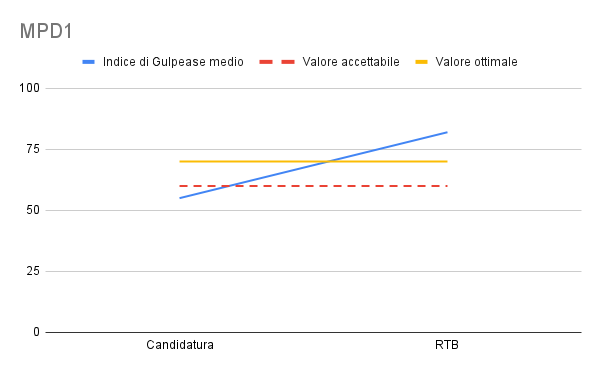 MPD1
Indice di Gulpease medio Valore accettabile Valore ottimale
100
75
50
25
0
Candidatura RTB